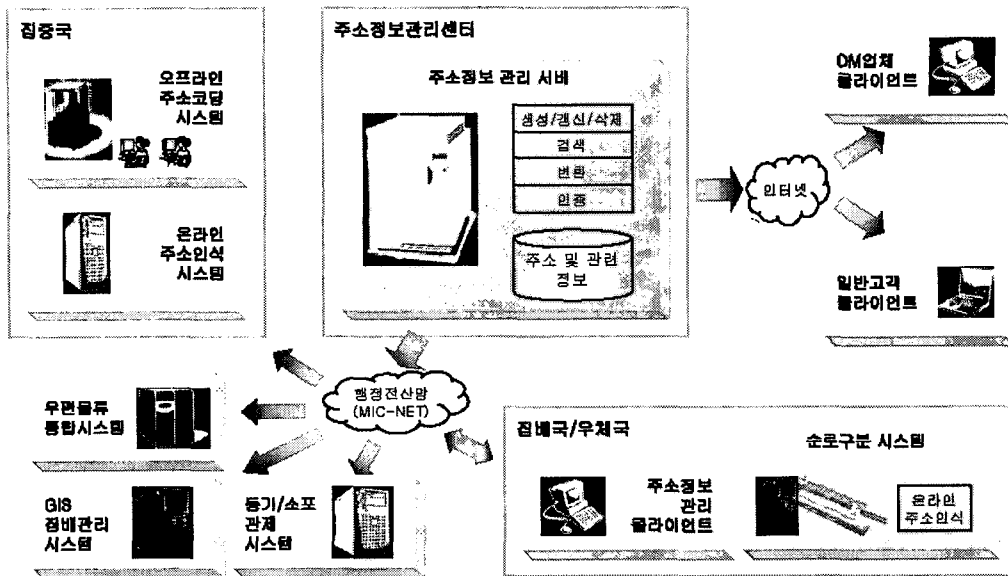 집중국
오프라인
주소코딩
시스템
온라인
주소인식
시스템
주소정보관리센터
주소정보 관리 서버
생성/갱신/삭제
검색
변환
인증
주소 및 관련
정보
인터넷
DM업체
클라이언트
일반고객
클라이언트
행정전산망
(MIC-NET)
우편물류
통합시스템
GIS
집배관리
시스템
등기/소포
관제
시스템
집배국/우체국
주소정보
관리
클라이언트
순로구분 시스템
온라인
주소인식